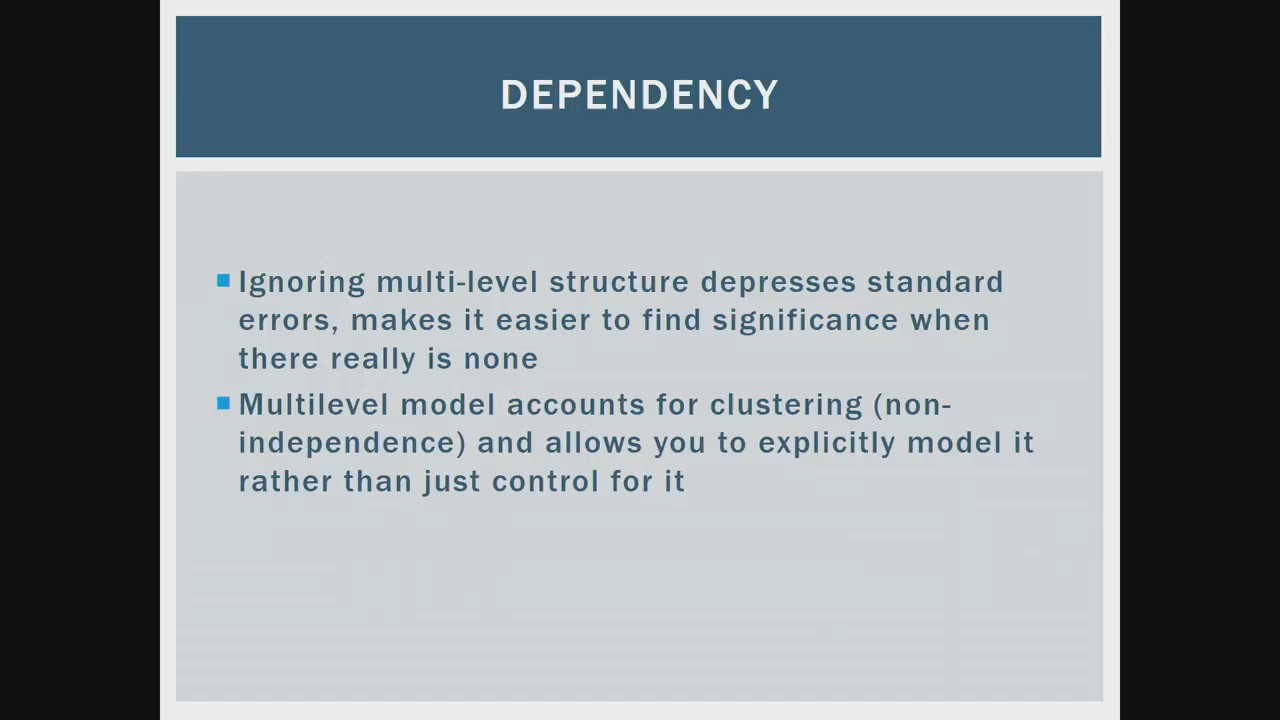 DEPENDENCY
Ignoring multi-level structure depresses standard
errors, makes it easier to find significance when
there really is none
Multilevel model accounts for clustering (non-
independence) and allows you to explicitly model it
rather than just control for it